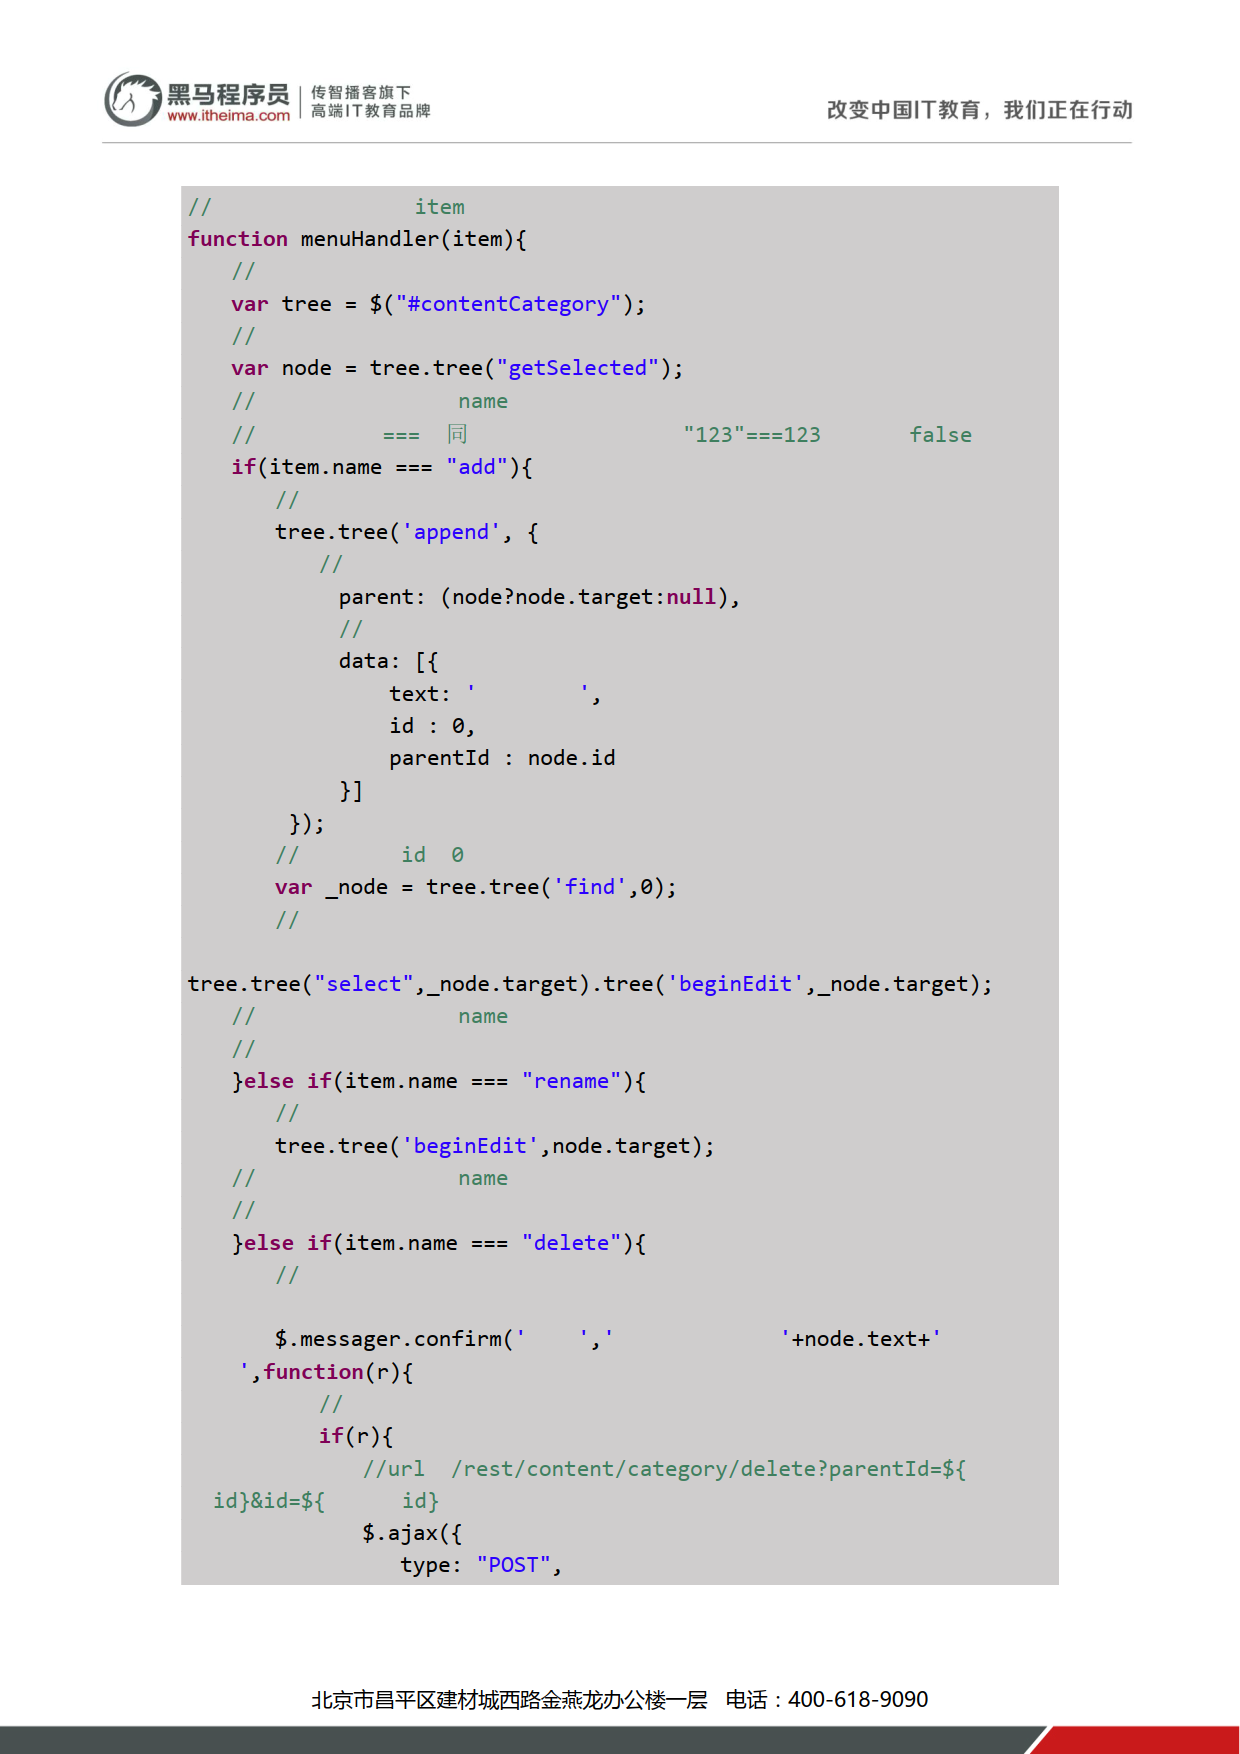 黑马程序员
www.itheima.com
传智播客旗下
高端IT教育品牌
改变中国IT教育，我们正在行动
// item
function menuHandler(item){
//
var tree = $("#contentCategory");
//
var node = tree.tree("getSelected");
// name
// === 同 "123"===123 false
if(item.name === "add"){
//
tree.tree('append', {
//
parent: (node?node.target:null),
//
data: [{
text: ' ',
id : 0,
parentId : node.id
}]
});
// id 0
var _node = tree.tree('find',0);
//
tree.tree("select",_node.target).tree('beginEdit',_node.target);
// name
//
}else if(item.name === "rename"){
//
tree.tree('beginEdit',node.target);
// name
//
}else if(item.name === "delete"){
//
$.messager.confirm(' ',' '+node.text+'
',function(r){
//
if(r){
//url /rest/content/category/delete?parentId=${
id}&id=${ id}
$.ajax({
type: "POST",
北京市昌平区建材城西路金燕龙办公楼一层 电话：400-618-9090